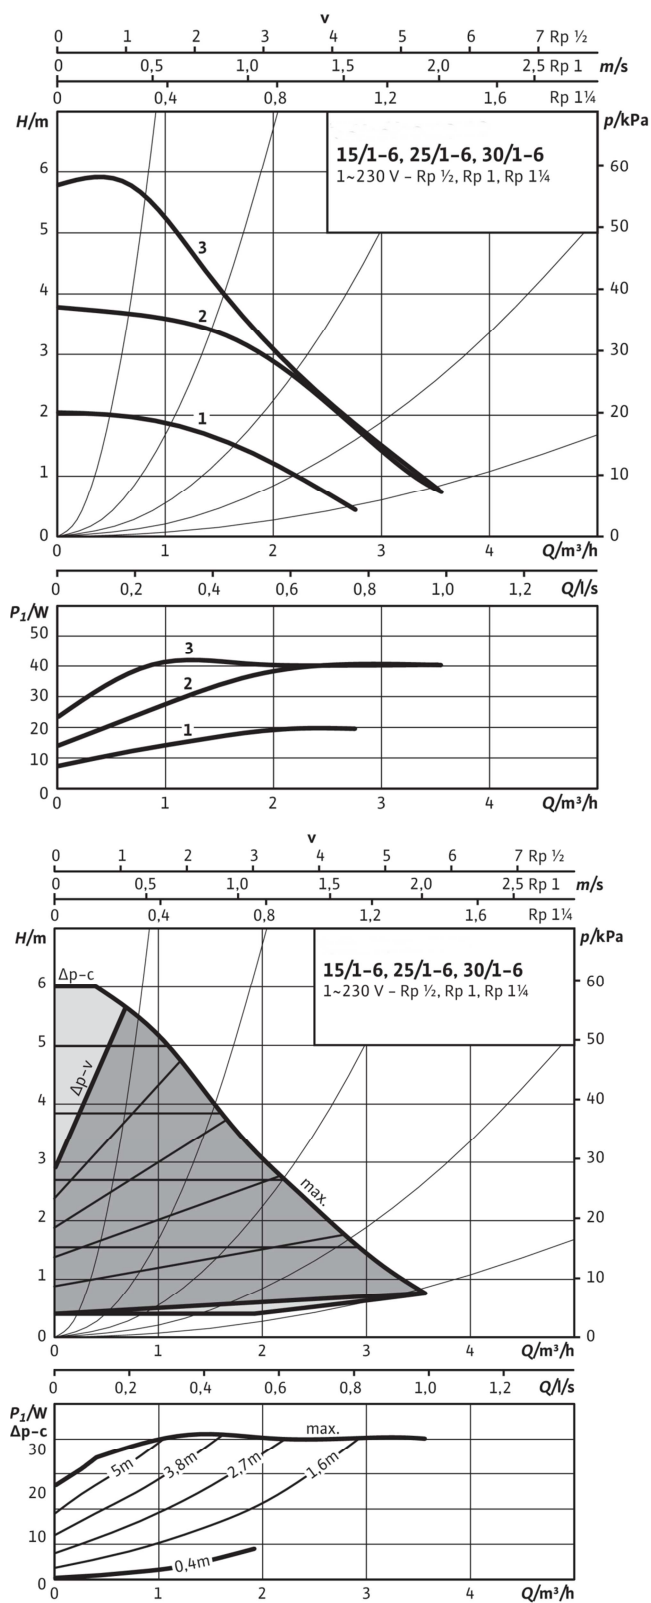 v
0 1 2 3 4 5 6 7 Rp ½
0 0,5 1,0 1,5 2,0 2,5 Rp 1 m/s
0 0,4 0,8 1,2 1,6 Rp 1¼
H/m p/kPa
15/1–6, 25/1–6, 30/1–6
1~230 V – Rp ½, Rp 1, Rp 1¼
6 60
5 50
3
4 40
2
3 30
2 1 20
1 10
0 0
0 1 2 3 4 Q/m³/h
0 0,2 0,4 0,6 0,8 1,0 1,2 Q/l/s
P₁/W
50
40 3
30 2
20 1
10
0
0 1 2 3 4 Q/m³/h
v
0 1 2 3 4 5 6 7 Rp ½
0 0,5 1,0 1,5 2,0 2,5 Rp 1 m/s
0 0,4 0,8 1,2 1,6 Rp 1¼
H/m p/kPa
15/1–6, 25/1–6, 30/1–6
1~230 V – Rp ½, Rp 1, Rp 1¼
Δp–c
6 60
5 50
Δp–v
4 40
3 30
max.
2 20
1 10
0 0
0 1 2 3 4 Q/m³/h
0 0,2 0,4 0,6 0,8 1,0 1,2 Q/l/s
P₁/W
Δp–c
max.
30
5m 3,8m 2,7m 1,6m
20
10
0,4m
0
0 1 2 3 4 Q/m³/h